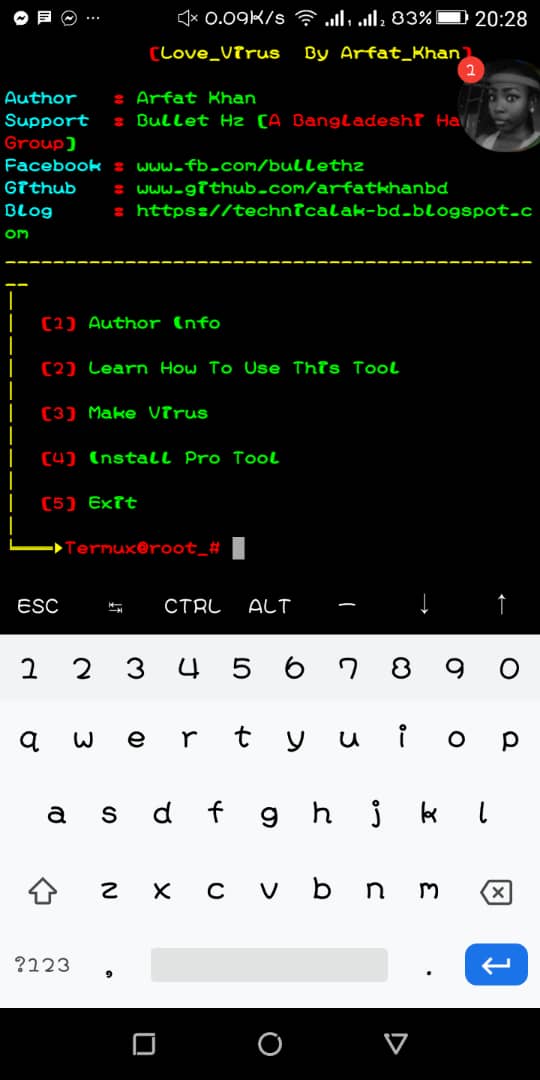 ... 0.09K/s 1 2 83% 20:28
[Love_Virus By Arfat_Khan]
1
Author : Arfat Khan
Support : Bullet Hz [A Bangladeshi Ha
Group]
Facebook : www.fb.com/bullethz
Github : www.github.com/arfatkhanbd
Blog : https://technicalak-bd.blogspot.c
om
--------------------------------------------
--
[1] Author Info
[2] Learn How To Use This Tool
[3] Make Virus
[4] Install Pro Tool
[5] Exit
Termux@root_#
ESC ↹ CTRL ALT — ↓ ↑
1 2 3 4 5 6 7 8 9 0
q w e r t y u i o p
a s d f g h j k l
z x c v b n m
?123 , .